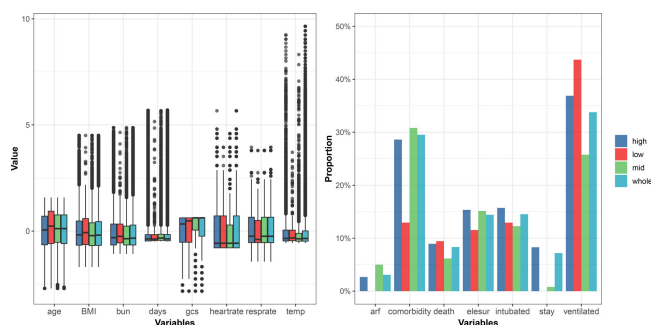 10
5
0
Value
age BMI bun days gcs heartrate resprate temp
Variables
50%
40%
30%
20%
10%
0%
Proportion
arf comorbidity death elesur intubated stay ventilated
Variables
high
low
mid
whole